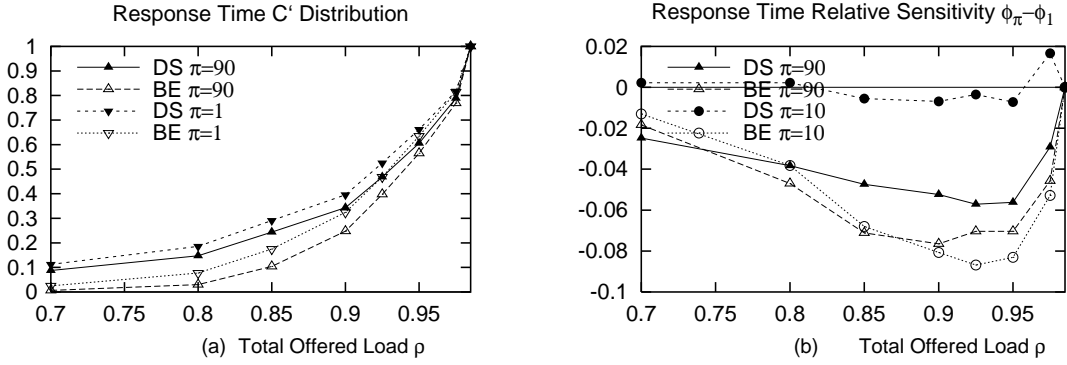 Response Time C‘ Distribution
1
0.9
0.8
0.7
0.6
0.5
0.4
0.3
0.2
0.1
0
DS π=90
BE π=90
DS π=1
BE π=1
0.7 0.75 0.8 0.85 0.9 0.95
(a) Total Offered Load ρ
Response Time Relative Sensitivity ϕπ−ϕ1
0.02
0
-0.02
-0.04
-0.06
-0.08
-0.1
DS π=90
BE π=90
DS π=10
BE π=10
0.7 0.75 0.8 0.85 0.9 0.95
(b) Total Offered Load ρ